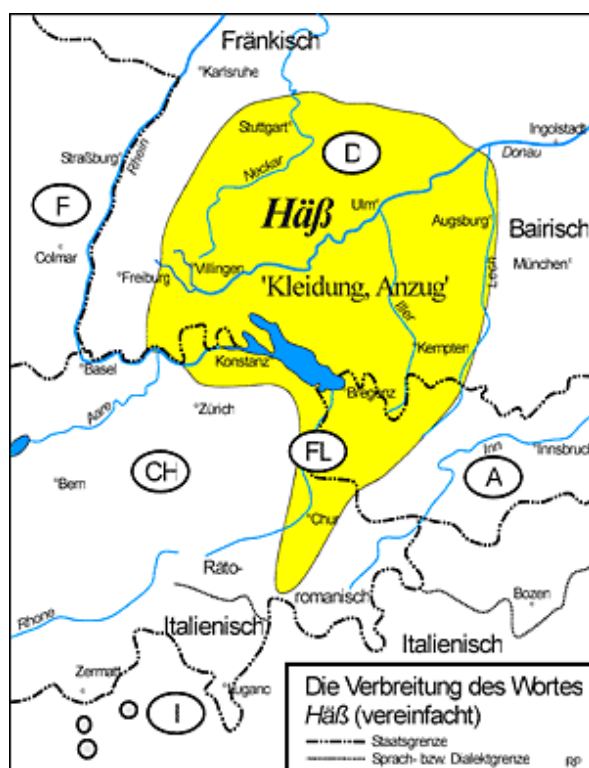 Fränkisch
Karlsruhe
Stuttgart
Ingolstadt
Straßburg
Rhein
D
Donau
Neckar
F
Häß
Ulm
Augsburg
Bairisch
Colmar
Villingen
Lech
München
Freiburg
'Kleidung, Anzug'
Iller
Kempten
Basel
Konstanz
Bregenz
Aare
Zürich
FL
Inn
Innsbruck
CH
A
Bern
Chur
Räto-
romanisch
Bozen
Rhone
Italienisch
Italienisch
Zermatt
Lugano
I
Die Verbreitung des Wortes
Häß (vereinfacht)
Staatsgrenze
Sprach- bzw. Dialektgrenze
RP